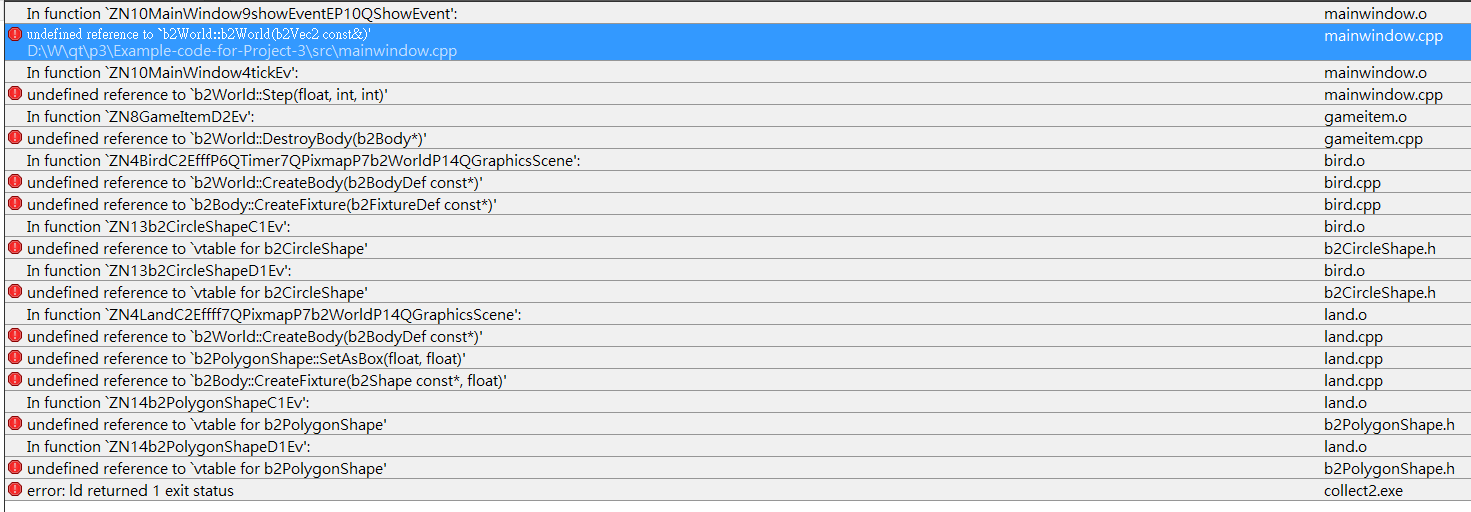 In function `ZN10MainWindow9showEventEP10QShowEvent': mainwindow.o
undefined reference to `b2World::b2World(b2Vec2 const&)' mainwindow.cpp
D:\W\qt\p3\Example-code-for-Project-3\src\mainwindow.cpp
In function `ZN10MainWindow4tickEv': mainwindow.o
undefined reference to `b2World::Step(float, int, int)' mainwindow.cpp
In function `ZN8GameItemD2Ev': gameitem.o
undefined reference to `b2World::DestroyBody(b2Body*)' gameitem.cpp
In function `ZN4BirdC2EfffP6QTimer7QPixmapP7b2WorldP14QGraphicsScene': bird.o
undefined reference to `b2World::CreateBody(b2BodyDef const*)' bird.cpp
undefined reference to `b2Body::CreateFixture(b2FixtureDef const*)' bird.cpp
In function `ZN13b2CircleShapeC1Ev': bird.o
undefined reference to `vtable for b2CircleShape' b2CircleShape.h
In function `ZN13b2CircleShapeD1Ev': bird.o
undefined reference to `vtable for b2CircleShape' b2CircleShape.h
In function `ZN4LandC2Effff7QPixmapP7b2WorldP14QGraphicsScene': land.o
undefined reference to `b2World::CreateBody(b2BodyDef const*)' land.cpp
undefined reference to `b2PolygonShape::SetAsBox(float, float)' land.cpp
undefined reference to `b2Body::CreateFixture(b2Shape const*, float)' land.cpp
In function `ZN14b2PolygonShapeC1Ev': land.o
undefined reference to `vtable for b2PolygonShape' b2PolygonShape.h
In function `ZN14b2PolygonShapeD1Ev': land.o
undefined reference to `vtable for b2PolygonShape' b2PolygonShape.h
error: ld returned 1 exit status collect2.exe